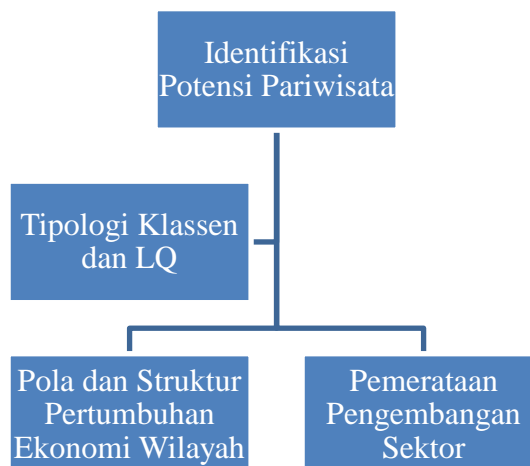 Identifikasi
Potensi Pariwisata
Tipologi Klassen
dan LQ
Pola dan Struktur
Pertumbuhan
Ekonomi Wilayah
Pemerataan
Pengembangan
Sektor